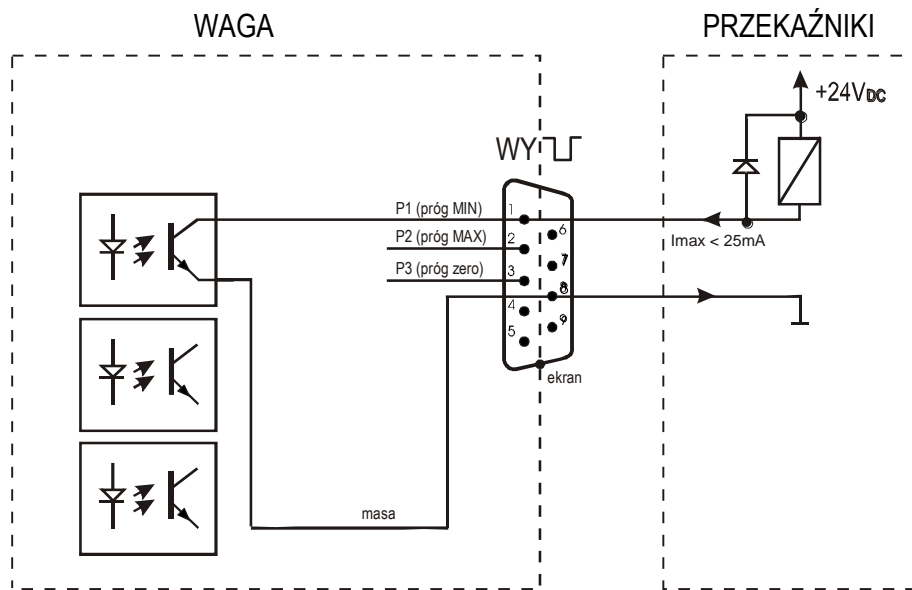 WAGA
PRZEKAŹNIKI
+24VDC
WY
P1 (próg MIN)
1
6
Imax < 25mA
P2 (próg MAX)
2
7
P3 (próg zero)
3
8
4
9
5
ekran
masa